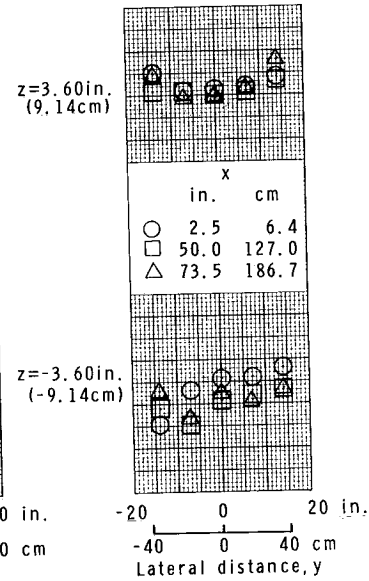 z=3.60in.
(9.14cm)
x
in. cm
2.5 6.4
50.0 127.0
73.5 186.7
z=-3.60in.
(-9.14cm)
0 in.
-20 0 20 in.
0 cm
-40 0 40 cm
Lateral distance, y